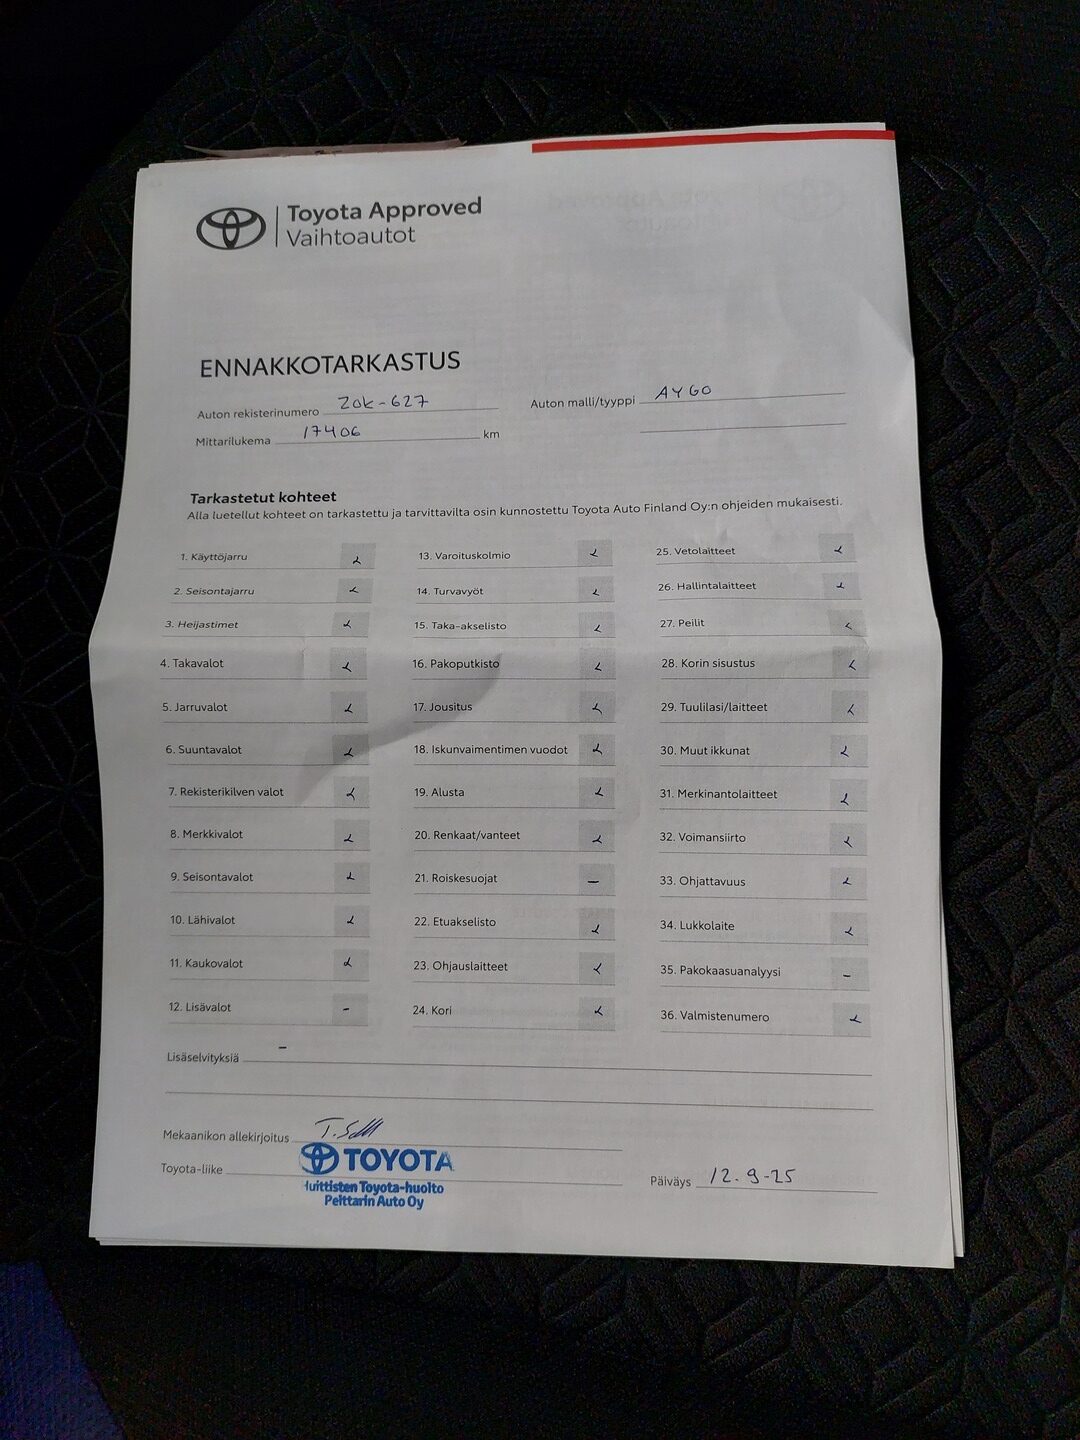 Toyota Approved
Vaihtoautot
ENNAKKOTARKASTUS
Auton rekisterinumero ZOK-627
Auton malli/tyyppi AYGO
Mittarilukema 17406 km
Tarkastetut kohteet
Alla luetellut kohteet on tarkastettu ja tarvittavilta osin kunnostettu Toyota Auto Finland Oy:n ohjeiden mukaisesti.
1. Käyttöjarru
2. Seisontajarru
3. Heijastimet
4. Takavalot
5. Jarruvalot
6. Suuntavalot
7. Rekisterikilven valot
8. Merkkivalot
9. Seisontavalot
10. Lähivalot
11. Kaukovalot
12. Lisävalot –
13. Varoituskolmio
14. Turvavyöt
15. Taka-akselisto
16. Pakoputkisto
17. Jousitus
18. Iskunvaimentimen vuodot
19. Alusta
20. Renkaat/vanteet
21. Roiskesuojat –
22. Etuakselisto
23. Ohjauslaitteet
24. Kori
25. Vetolaitteet
26. Hallintalaitteet
27. Peilit
28. Korin sisustus
29. Tuulilasi/laitteet
30. Muut ikkunat
31. Merkinantolaitteet
32. Voimansiirto
33. Ohjattavuus
34. Lukkolaite
35. Pakokaasuanalyysi –
36. Valmistenumero
Lisäselvityksiä –
Mekaanikon allekirjoitus
Toyota-liike
TOYOTA
Huittisten Toyota-huolto
Pelttarin Auto Oy
Päiväys 12.9-25